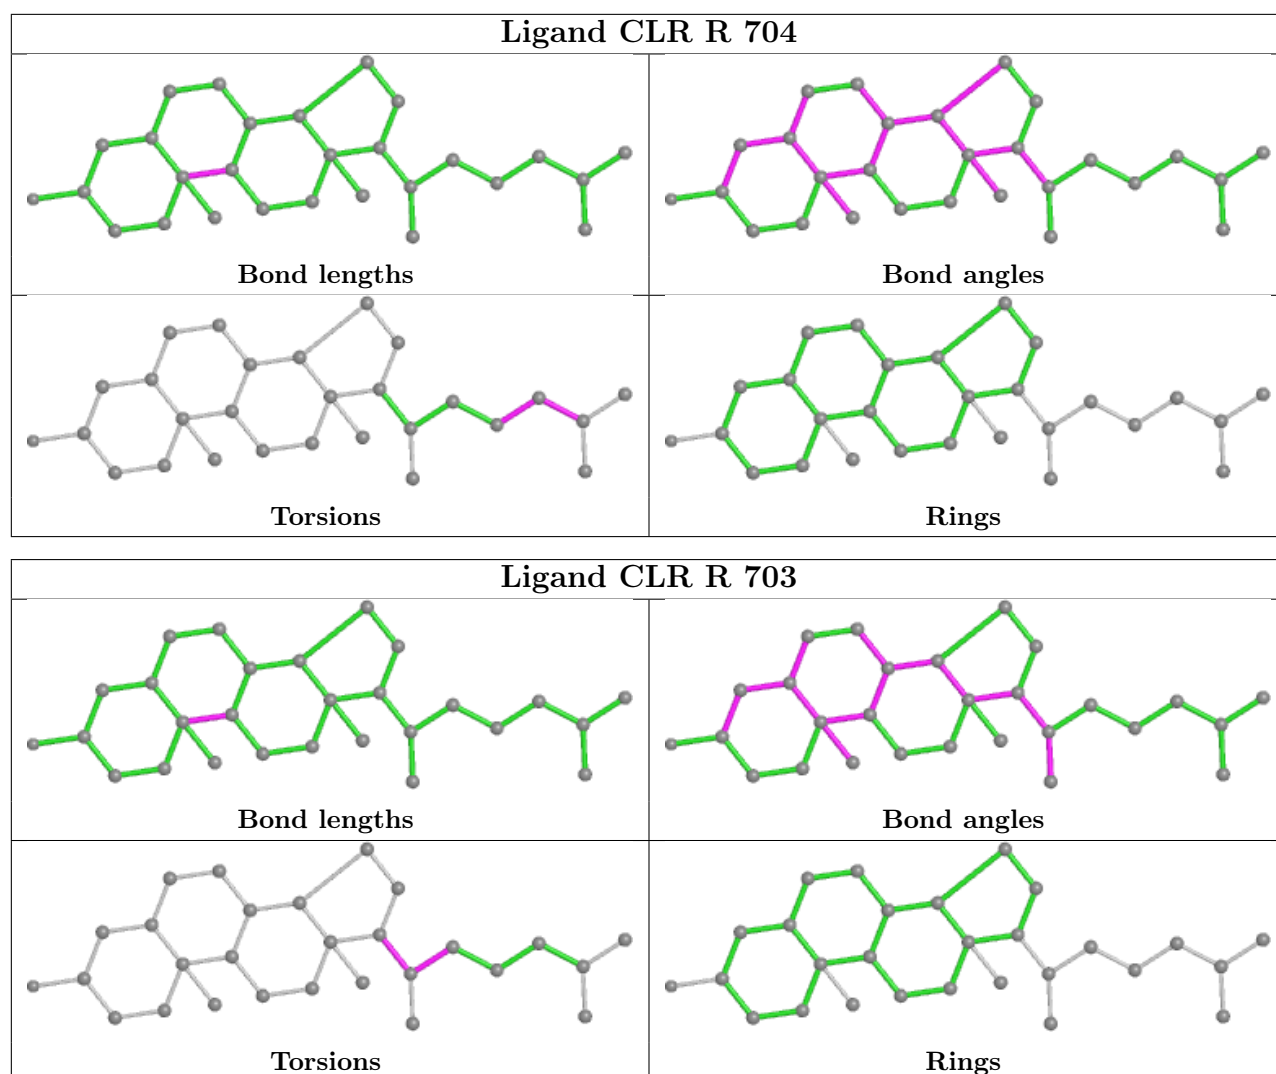 Ligand CLR R 704
Bond lengths
Bond angles
Torsions
Rings
Ligand CLR R 703
Bond lengths
Bond angles
Torsions
Rings